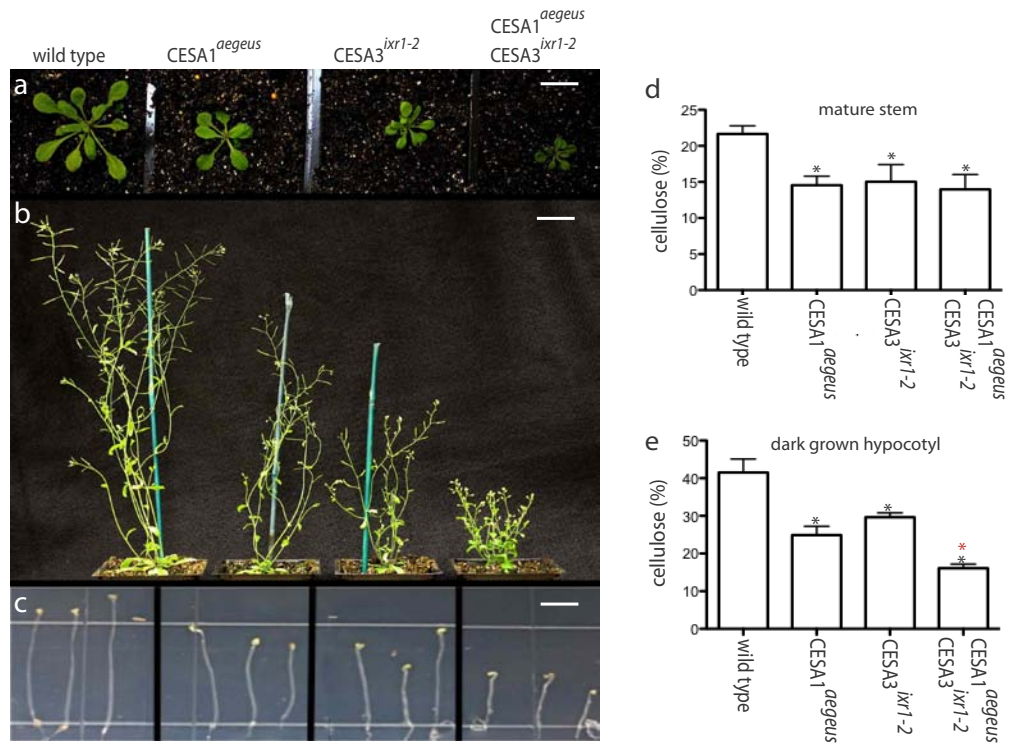 wild type
CESA1aegeus
CESA3ixr1-2
CESA1aegeus
CESA3ixr1-2
a
b
c
d
mature stem
cellulose (%)
25
20
15
10
5
0
*
*
*
wild type
CESA1aegeus
CESA3ixr1-2
CESA1aegeus
CESA3ixr1-2
e
dark grown hypocotyl
cellulose (%)
50
40
30
20
10
0
*
*
*
*
wild type
CESA1aegeus
CESA3ixr1-2
CESA1aegeus
CESA3ixr1-2